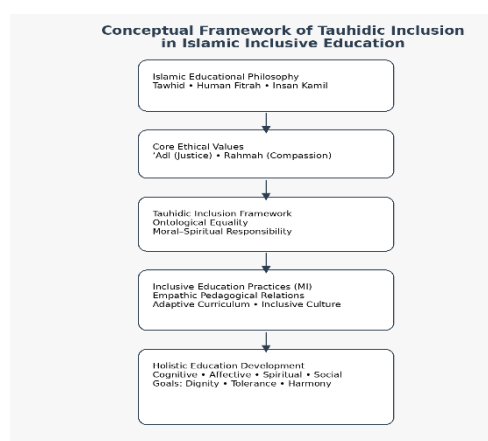 Conceptual Framework of Tauhidic Inclusion
in Islamic Inclusive Education
Islamic Educational Philosophy
Tawhid • Human Fitrah • Insan Kamil
Core Ethical Values
'Adl (Justice) • Rahmah (Compassion)
Tauhidic Inclusion Framework
Ontological Equality
Moral–Spiritual Responsibility
Inclusive Education Practices (MI)
Empathic Pedagogical Relations
Adaptive Curriculum • Inclusive Culture
Holistic Education Development
Cognitive • Affective • Spiritual • Social
Goals: Dignity • Tolerance • Harmony